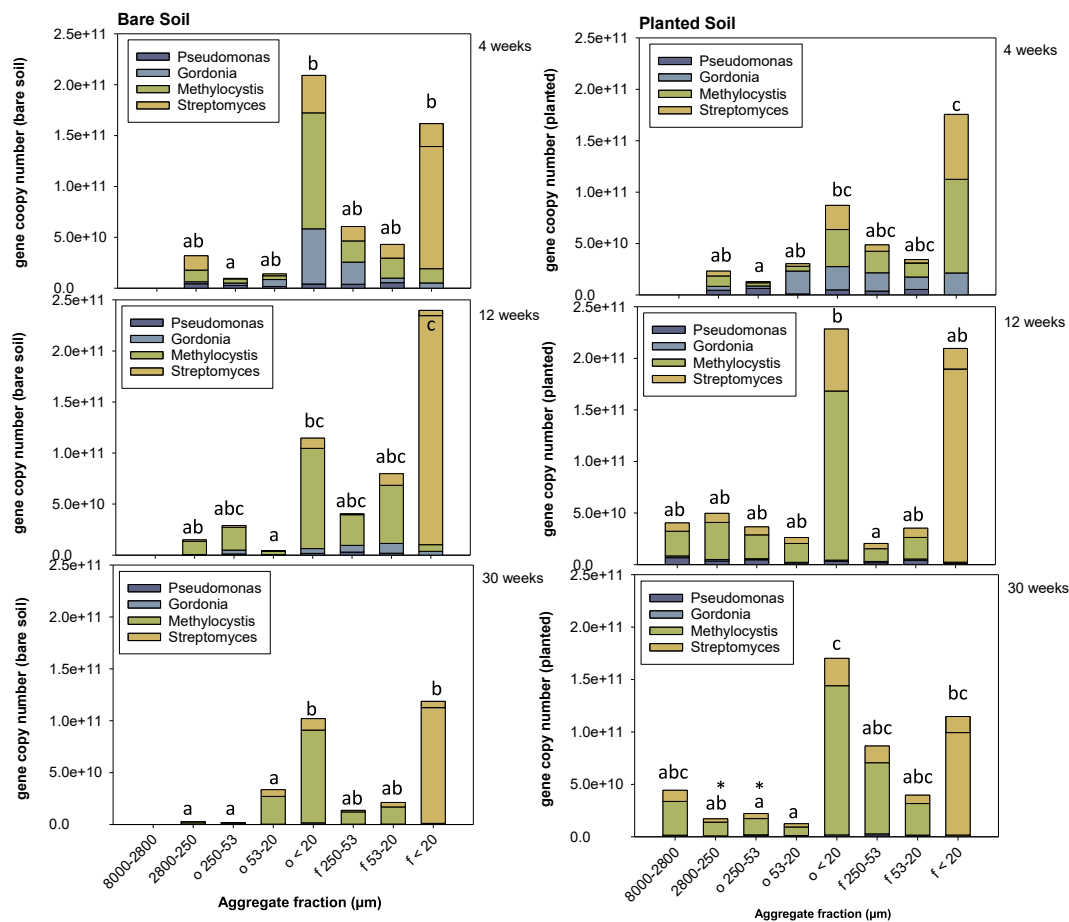 Bare Soil
gene coopy number (bare soil)
2.5e+11
2.0e+11
1.5e+11
1.0e+11
5.0e+10
0.0
Pseudomonas
Gordonia
Methylocystis
Streptomyces
4 weeks
ab
a
ab
b
ab
ab
b
Planted Soil
gene copy number (planted)
2.5e+11
2.0e+11
1.5e+11
1.0e+11
5.0e+10
0.0
Pseudomonas
Gordonia
Methylocystis
Streptomyces
4 weeks
ab
a
ab
bc
abc
abc
c
gene copy number (bare soil)
2.5e+11
2.0e+11
1.5e+11
1.0e+11
5.0e+10
0.0
Pseudomonas
Gordonia
Methylocystis
Streptomyces
12 weeks
ab
abc
a
bc
abc
abc
c
gene copy number (planted)
2.5e+11
2.0e+11
1.5e+11
1.0e+11
5.0e+10
0.0
Pseudomonas
Gordonia
Methylocystis
Streptomyces
12 weeks
ab
ab
ab
ab
b
a
ab
ab
gene copy number (bare soil)
2.5e+11
2.0e+11
1.5e+11
1.0e+11
5.0e+10
0.0
Pseudomonas
Gordonia
Methylocystis
Streptomyces
30 weeks
a
a
a
b
ab
ab
b
8000-2800
2800-250
o 250-53
o 53-20
o < 20
f 250-53
f 53-20
f < 20
Aggregate fraction (µm)
gene copy number (planted)
2.5e+11
2.0e+11
1.5e+11
1.0e+11
5.0e+10
0.0
Pseudomonas
Gordonia
Methylocystis
Streptomyces
30 weeks
abc
*
ab
*
a
a
c
abc
abc
bc
8000-2800
2800-250
o 250-53
o 53-20
o < 20
f 250-53
f 53-20
f < 20
Aggregate fraction (µm)